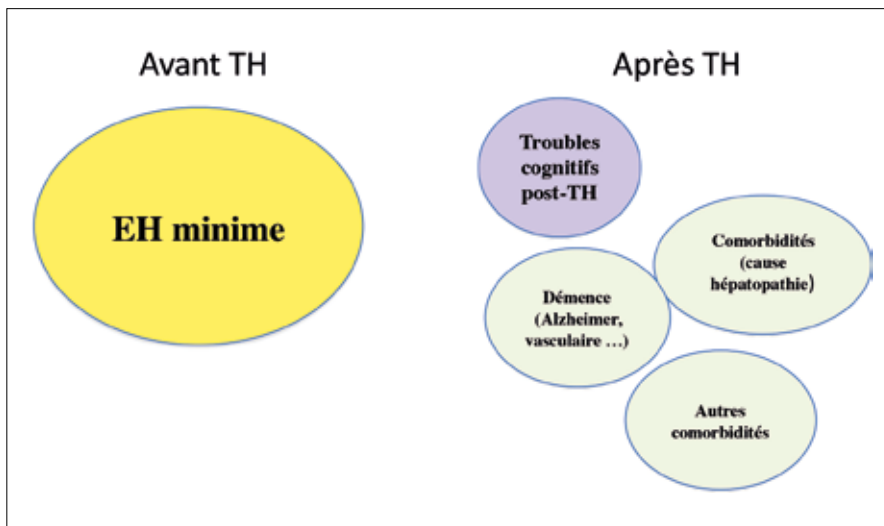 Avant TH
Après TH
EH minime
Troubles
cognitifs
post-TH
Comorbidités
(cause
hépatopathie)
Démence
(Alzheimer,
vasculaire ...)
Autres
comorbidités